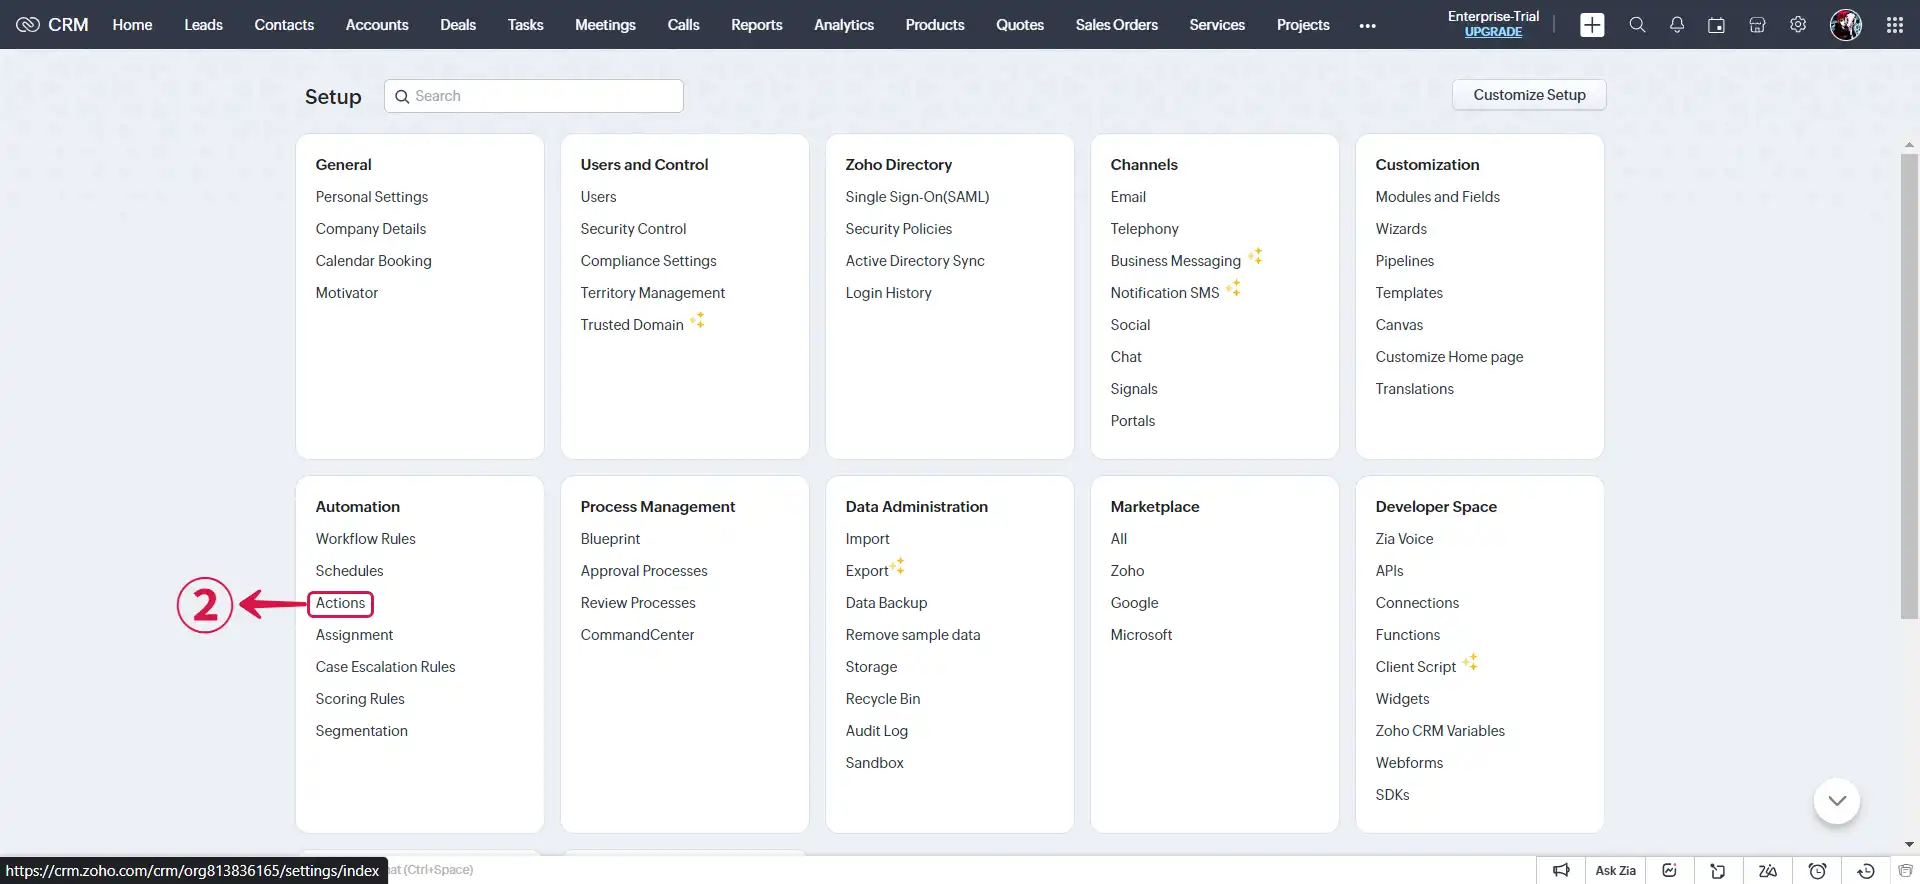 CRM Home Leads Contacts Accounts Deals Tasks Meetings Calls Reports Analytics Products Quotes Sales Orders Services Projects ••• Enterprise-Trial
UPGRADE
Setup Search Customize Setup
General
Personal Settings
Company Details
Calendar Booking
Motivator
Users and Control
Users
Security Control
Compliance Settings
Territory Management
Trusted Domain
Zoho Directory
Single Sign-On(SAML)
Security Policies
Active Directory Sync
Login History
Channels
Email
Telephony
Business Messaging
Notification SMS
Social
Chat
Signals
Portals
Customization
Modules and Fields
Wizards
Pipelines
Templates
Canvas
Customize Home page
Translations
Automation
Workflow Rules
Schedules
2 Actions
Assignment
Case Escalation Rules
Scoring Rules
Segmentation
Process Management
Blueprint
Approval Processes
Review Processes
CommandCenter
Data Administration
Import
Export
Data Backup
Remove sample data
Storage
Recycle Bin
Audit Log
Sandbox
Marketplace
All
Zoho
Google
Microsoft
Developer Space
Zia Voice
APIs
Connections
Functions
Client Script
Widgets
Zoho CRM Variables
Webforms
SDKs
https://crm.zoho.com/crm/org813836165/settings/index at (Ctrl+Space) Ask Zia